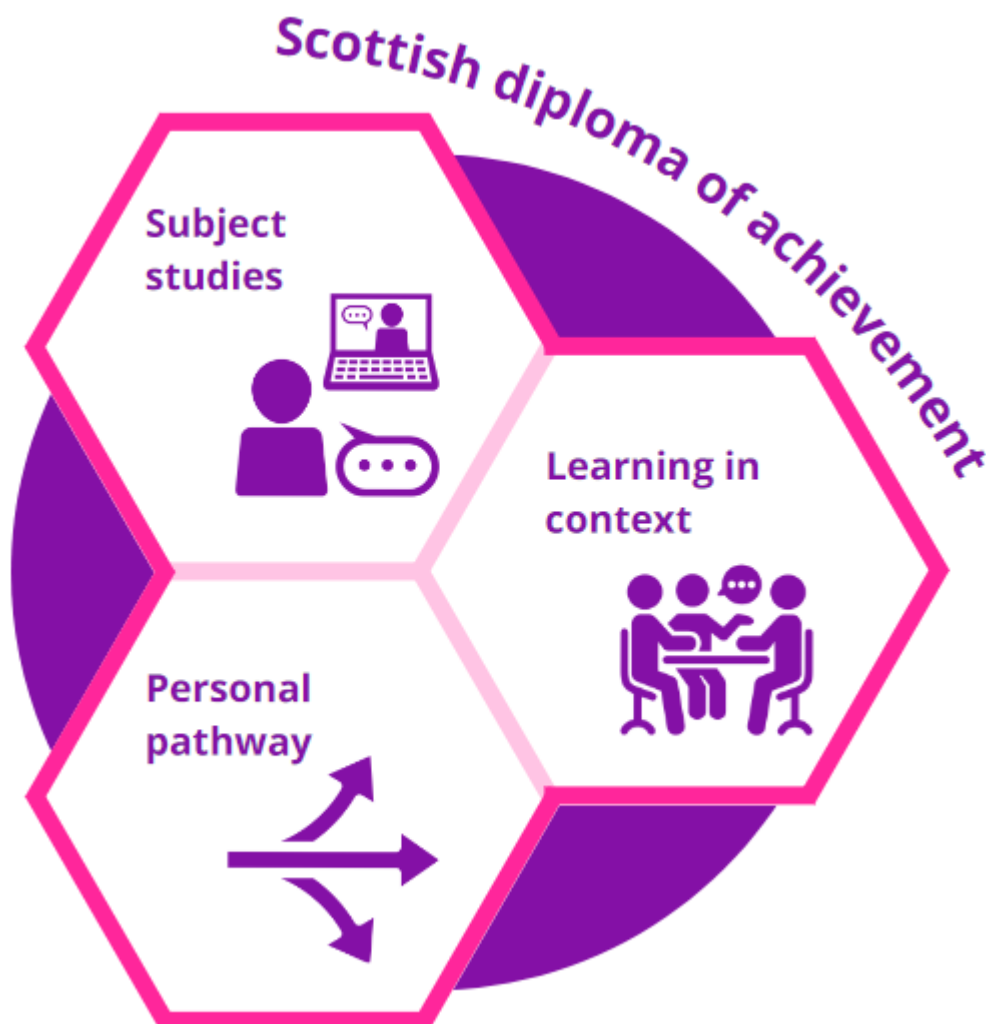 Scottish diploma of achievement
Subject
studies
Learning in
context
Personal
pathway